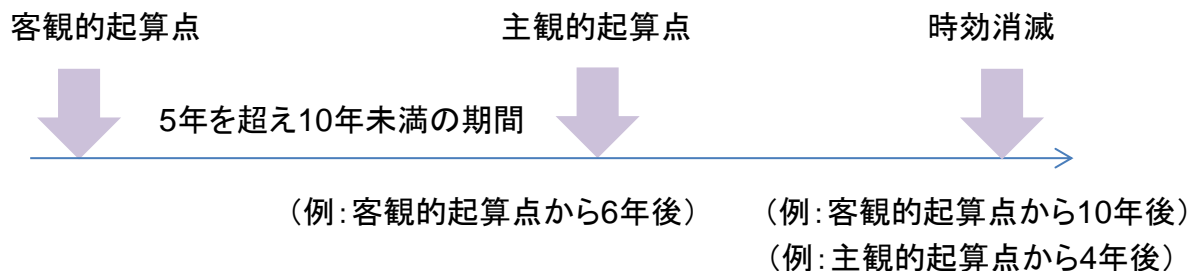 客観的起算点 主観的起算点 時効消滅
5年を超え10年未満の期間
（例：客観的起算点から6年後） （例：客観的起算点から10年後）
（例：主観的起算点から4年後）